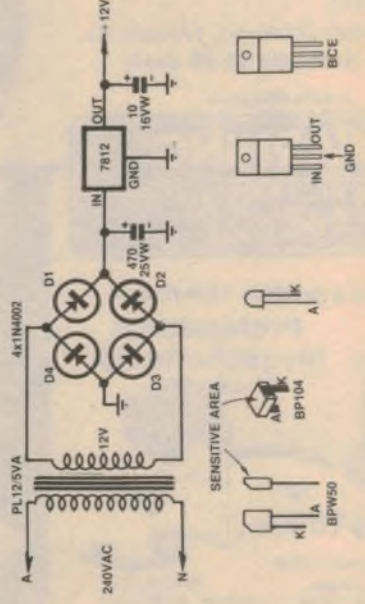 PL12/5VA
A
240VAC
N
12V
4x1N4002
D1
D2
D3
D4
470
25VW
IN
7812
GND
OUT
10
16VW
+12V
SENSITIVE AREA
K
A
BPW50
A
K
BP104
A
K
IN
OUT
GND
BCE